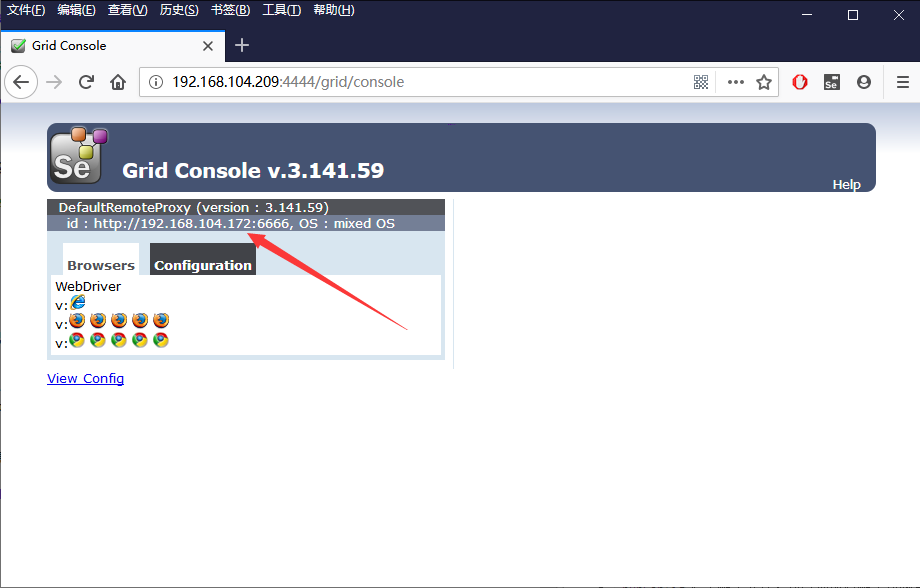 文件(F) 编辑(E) 查看(V) 历史(S) 书签(B) 工具(T) 帮助(H)
Grid Console
192.168.104.209:4444/grid/console
Se
Se
Grid Console v.3.141.59
Help
DefaultRemoteProxy (version : 3.141.59)
id : http://192.168.104.172:6666, OS : mixed OS
Browsers Configuration
WebDriver
v:
v:
v:
View Config